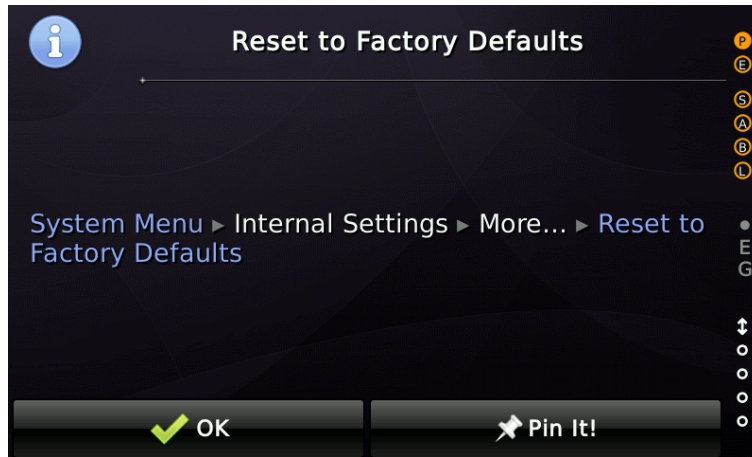 Reset to Factory Defaults
System Menu ▸ Internal Settings ▸ More... ▸ Reset to
Factory Defaults
OK
Pin It!
P
E
S
A
B
L
E
G